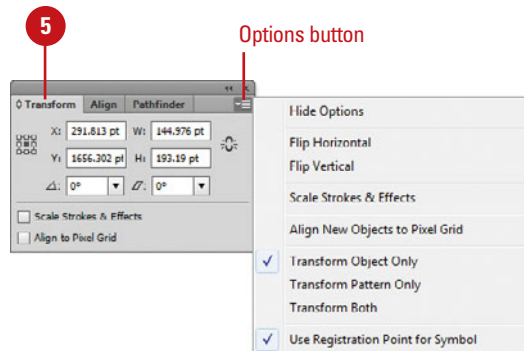 5
Options button
Transform Align Pathfinder
X: 291.813 pt W: 144.976 pt
Y: 1656.302 pt H: 193.19 pt
0° 0°
Scale Strokes & Effects
Align to Pixel Grid
Hide Options
Flip Horizontal
Flip Vertical
Scale Strokes & Effects
Align New Objects to Pixel Grid
Transform Object Only
Transform Pattern Only
Transform Both
Use Registration Point for Symbol